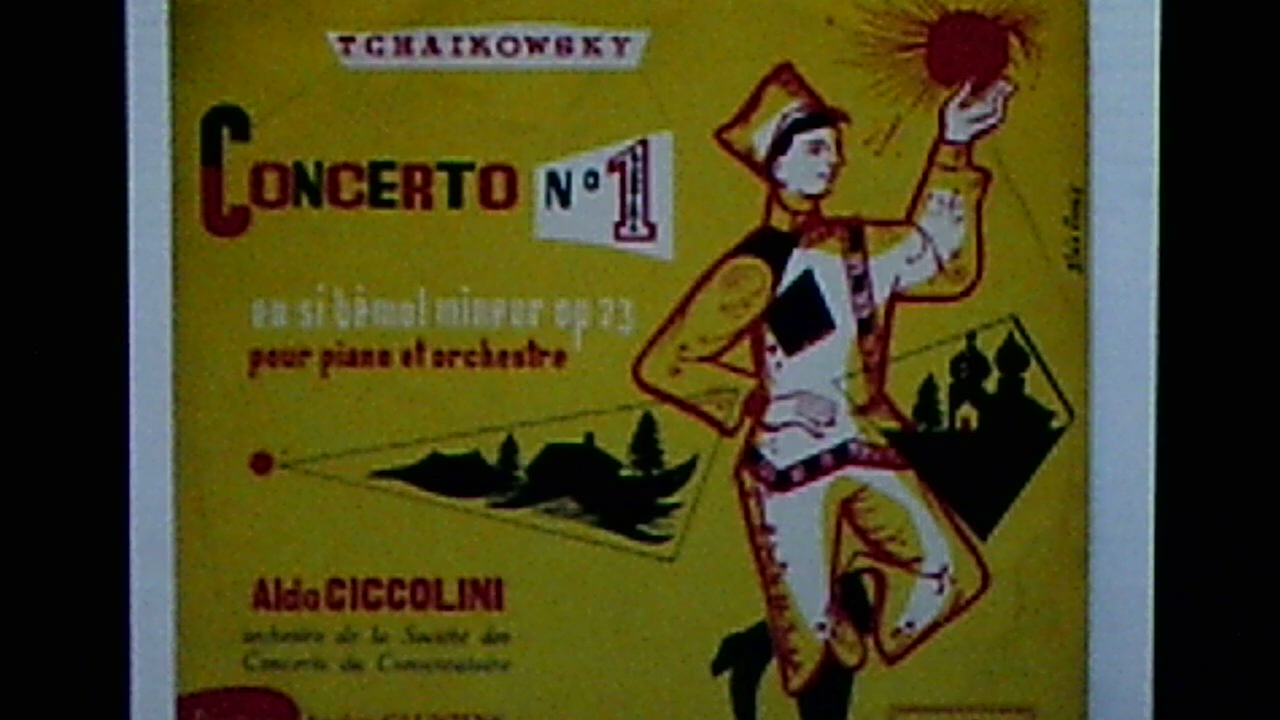 TCHAIKOWSKY
CONCERTO Nº1
en si bémol mineur op 23
pour piano et orchestre
Aldo CICCOLINI
orchestre de la Société des
Concerts du Conservatoire